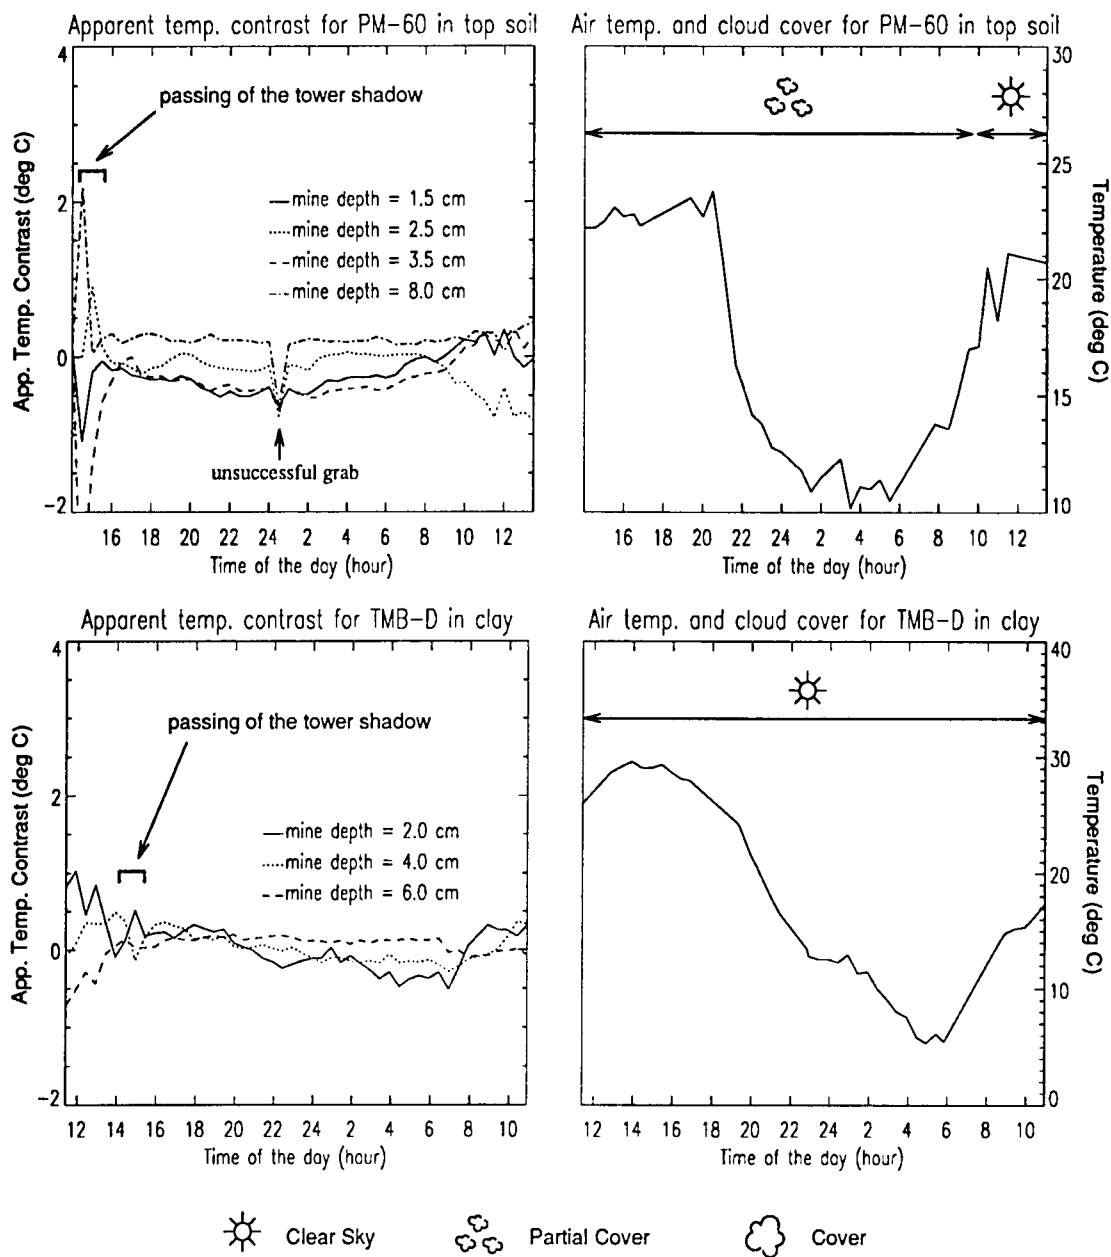 Apparent temp. contrast for PM-60 in top soil
4
2
0
-2
App. Temp. Contrast (deg C)
passing of the tower shadow
mine depth = 1.5 cm
mine depth = 2.5 cm
mine depth = 3.5 cm
mine depth = 8.0 cm
unsuccessful grab
16 18 20 22 24 2 4 6 8 10 12
Time of the day (hour)
Air temp. and cloud cover for PM-60 in top soil
30
25
20
15
10
Temperature (deg C)
16 18 20 22 24 2 4 6 8 10 12
Time of the day (hour)
Apparent temp. contrast for TMB-D in clay
4
2
0
-2
App. Temp. Contrast (deg C)
passing of the tower shadow
mine depth = 2.0 cm
mine depth = 4.0 cm
mine depth = 6.0 cm
12 14 16 18 20 22 24 2 4 6 8 10
Time of the day (hour)
Air temp. and cloud cover for TMB-D in clay
40
30
20
10
0
Temperature (deg C)
12 14 16 18 20 22 24 2 4 6 8 10
Time of the day (hour)
Clear Sky
Partial Cover
Cover